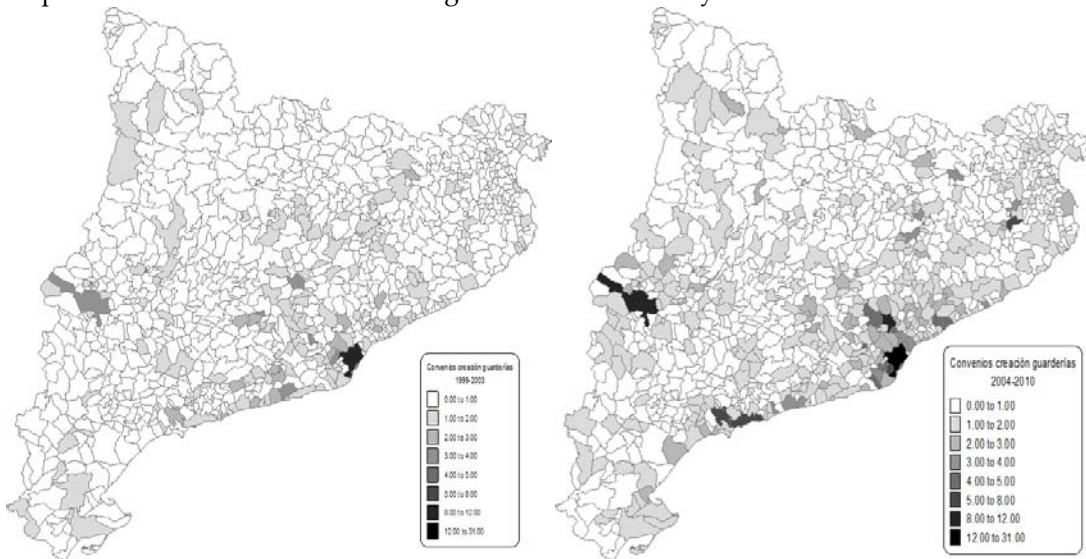 Convenios creación guarderías
1999-2003
0.00 to 1.00
1.00 to 2.00
2.00 to 3.00
3.00 to 4.00
4.00 to 5.00
5.00 to 8.00
8.00 to 12.00
12.00 to 31.00
Convenios creación guarderías
2004-2010
0.00 to 1.00
1.00 to 2.00
2.00 to 3.00
3.00 to 4.00
4.00 to 5.00
5.00 to 8.00
8.00 to 12.00
12.00 to 31.00